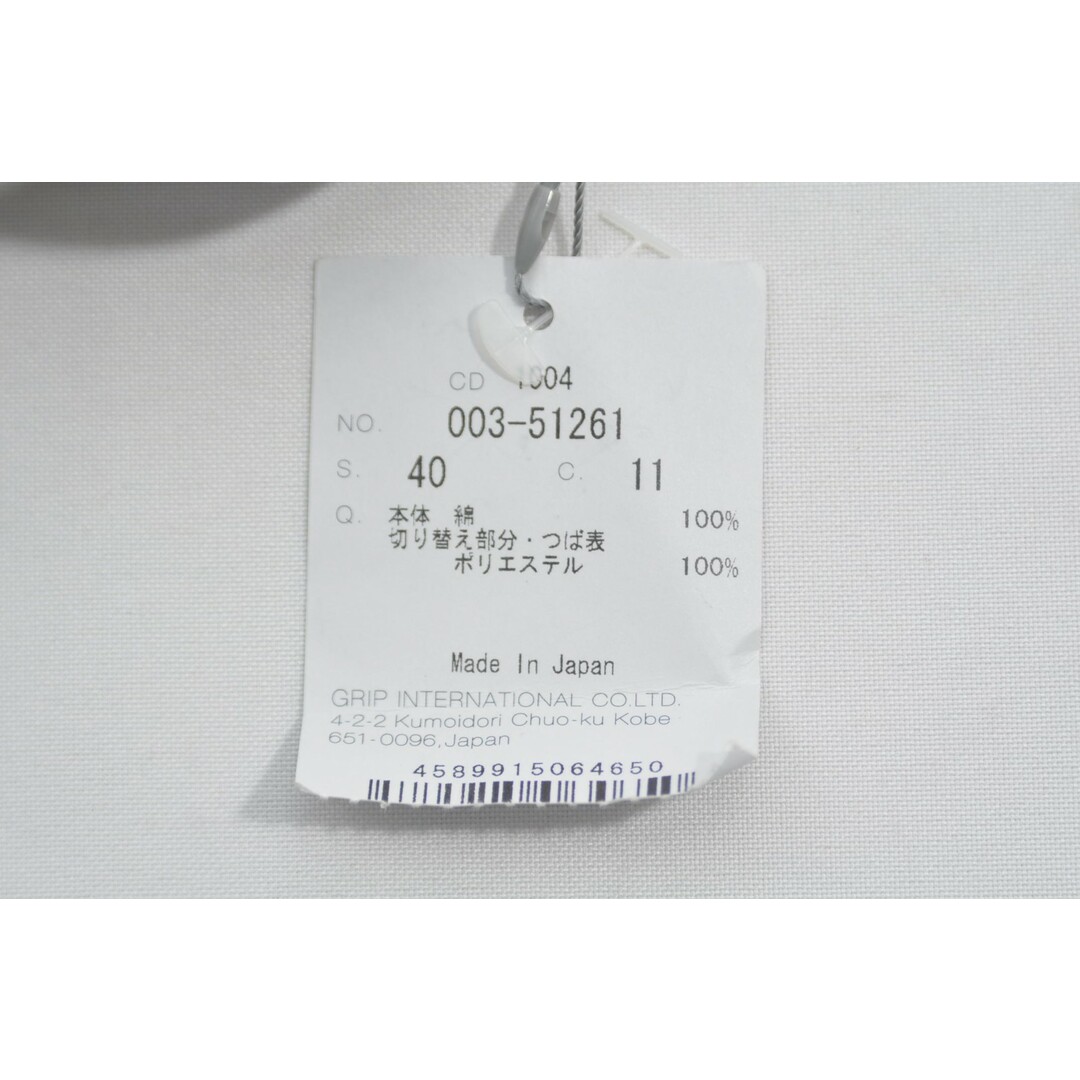 CD
NO. 003-51261
S. 40 C. 11
Q. 本体 綿 100%
切り替え部分・つば表
ポリエステル 100%
Made In Japan
GRIP INTERNATIONAL CO.LTD.
4-2-2 Kumoidori Chuo-ku Kobe
651-0096,Japan
4589915064650